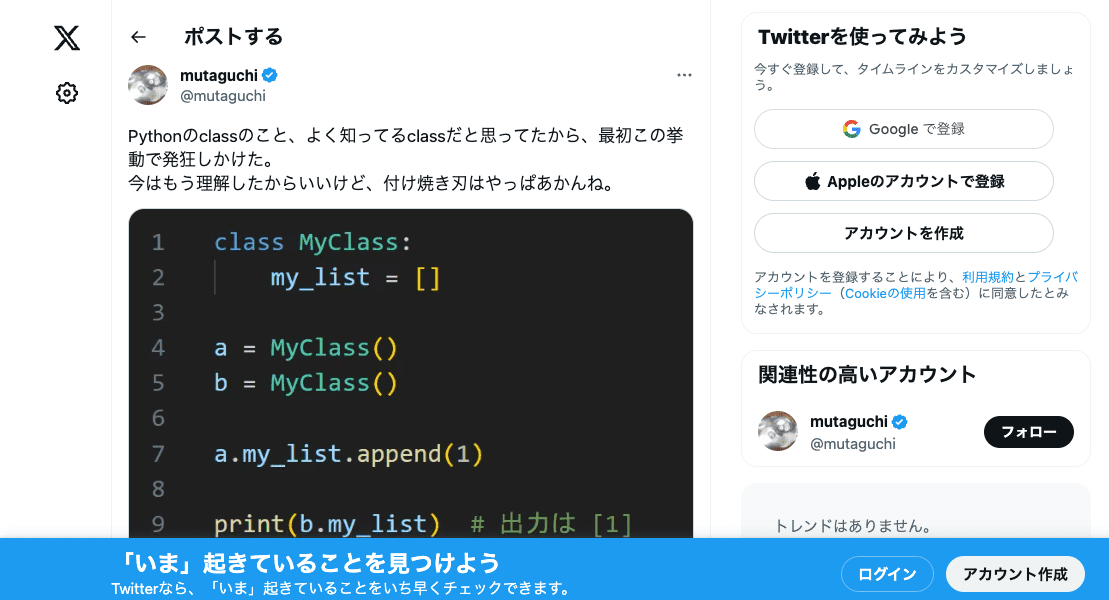 ポストする
mutaguchi
@mutaguchi
Pythonのclassのこと、よく知ってるclassだと思ってたから、最初この挙
動で発狂しかけた。
今はもう理解したからいいけど、付け焼き刃はやっぱあかんね。
1 class MyClass:
2     my_list = []
3
4 a = MyClass()
5 b = MyClass()
6
7 a.my_list.append(1)
8
9 print(b.my_list)  # 出力は [1]
Twitterを使ってみよう
今すぐ登録して、タイムラインをカスタマイズしましょ
う。
Google で登録
Appleのアカウントで登録
アカウントを作成
アカウントを登録することにより、利用規約とプライバ
シーポリシー（Cookieの使用を含む）に同意したとみ
なされます。
関連性の高いアカウント
mutaguchi
@mutaguchi
フォロー
トレンドはありません。
「いま」起きていることを見つけよう
Twitterなら、「いま」起きていることをいち早くチェックできます。
ログイン
アカウント作成